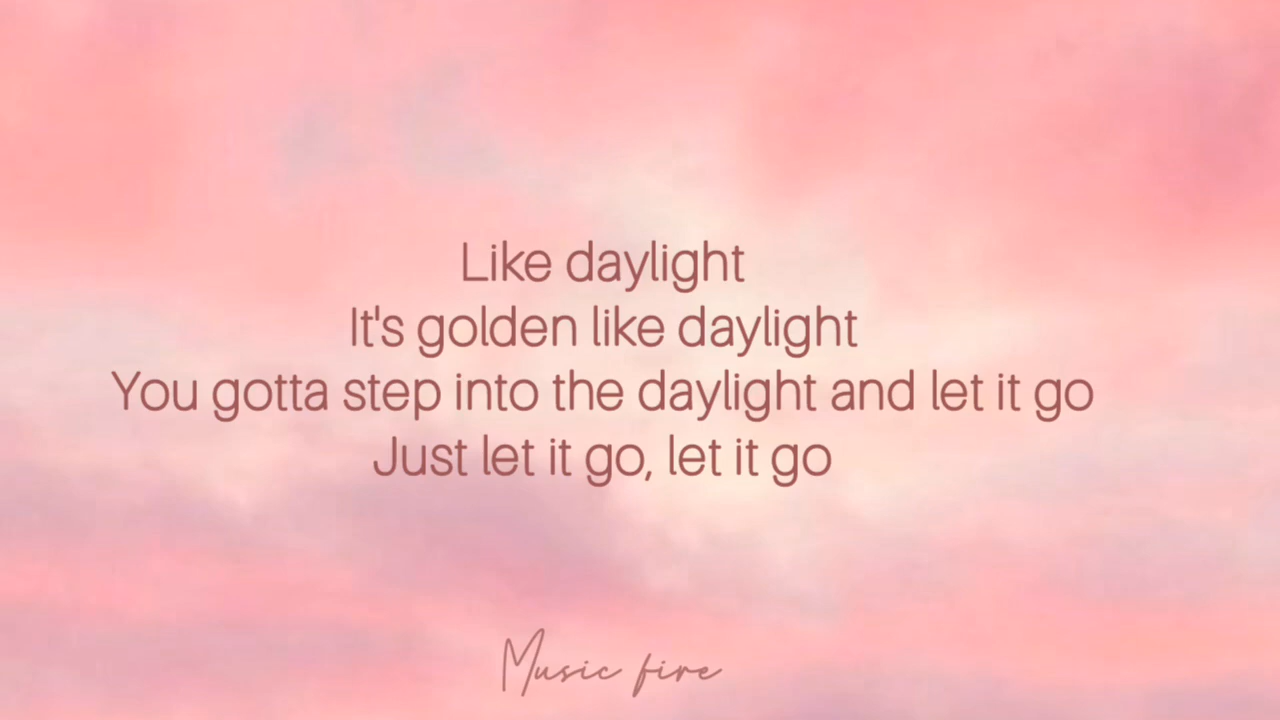 Like daylight
It's golden like daylight
You gotta step into the daylight and let it go
Just let it go, let it go
Music fire